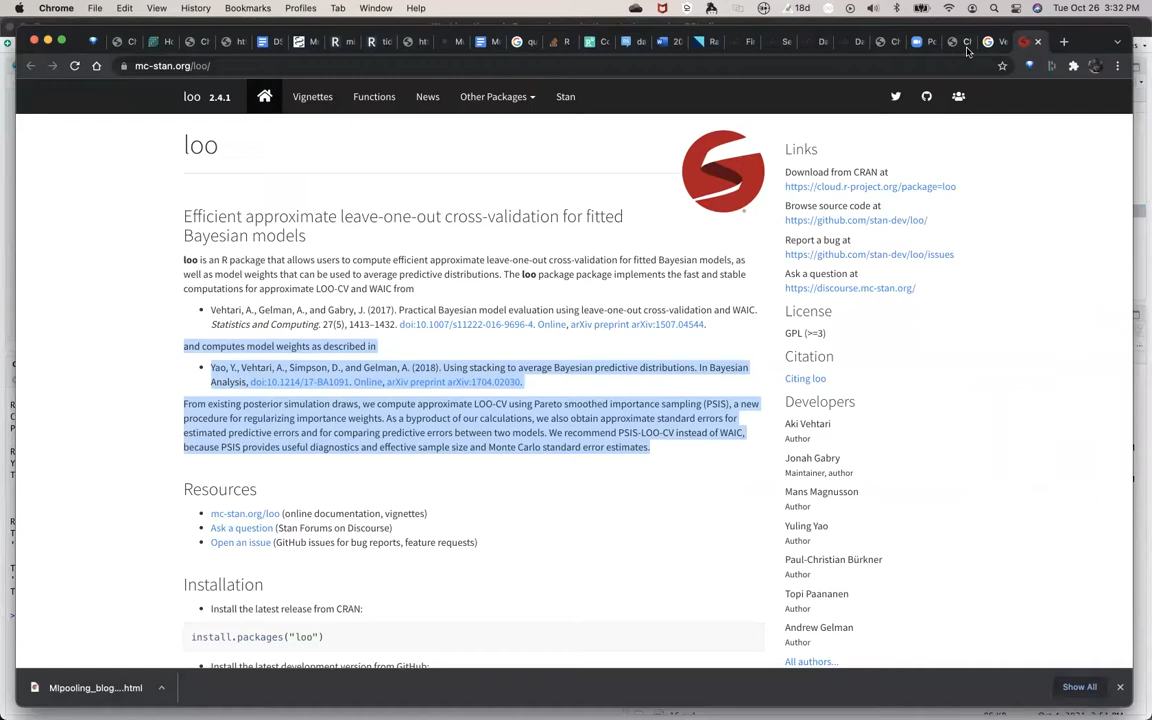 Chrome File Edit View History Bookmarks Profiles Tab Window Help 18d Tue Oct 26 3:32 PM
mc-stan.org/loo/
loo 2.4.1 Vignettes Functions News Other Packages Stan
loo
Efficient approximate leave-one-out cross-validation for fitted
Bayesian models
loo is an R package that allows users to compute efficient approximate leave-one-out cross-validation for fitted Bayesian models, as
well as model weights that can be used to average predictive distributions. The loo package package implements the fast and stable
computations for approximate LOO-CV and WAIC from
• Vehtari, A., Gelman, A., and Gabry, J. (2017). Practical Bayesian model evaluation using leave-one-out cross-validation and WAIC.
Statistics and Computing. 27(5), 1413–1432. doi:10.1007/s11222-016-9696-4. Online, arXiv preprint arXiv:1507.04544.
and computes model weights as described in
• Yao, Y., Vehtari, A., Simpson, D., and Gelman, A. (2018). Using stacking to average Bayesian predictive distributions. In Bayesian
Analysis, doi:10.1214/17-BA1091. Online, arXiv preprint arXiv:1704.02030.
From existing posterior simulation draws, we compute approximate LOO-CV using Pareto smoothed importance sampling (PSIS), a new
procedure for regularizing importance weights. As a byproduct of our calculations, we also obtain approximate standard errors for
estimated predictive errors and for comparing predictive errors between two models. We recommend PSIS-LOO-CV instead of WAIC,
because PSIS provides useful diagnostics and effective sample size and Monte Carlo standard error estimates.
Resources
• mc-stan.org/loo (online documentation, vignettes)
• Ask a question (Stan Forums on Discourse)
• Open an issue (GitHub issues for bug reports, feature requests)
Installation
• Install the latest release from CRAN:
install.packages("loo")
• Install the latest development version from GitHub:
Links
Download from CRAN at
https://cloud.r-project.org/package=loo
Browse source code at
https://github.com/stan-dev/loo/
Report a bug at
https://github.com/stan-dev/loo/issues
Ask a question at
https://discourse.mc-stan.org/
License
GPL (>=3)
Citation
Citing loo
Developers
Aki Vehtari
Author
Jonah Gabry
Maintainer, author
Mans Magnusson
Author
Yuling Yao
Author
Paul-Christian Bürkner
Author
Topi Paananen
Author
Andrew Gelman
Author
All authors...
MIpooling_blog....html
Show All